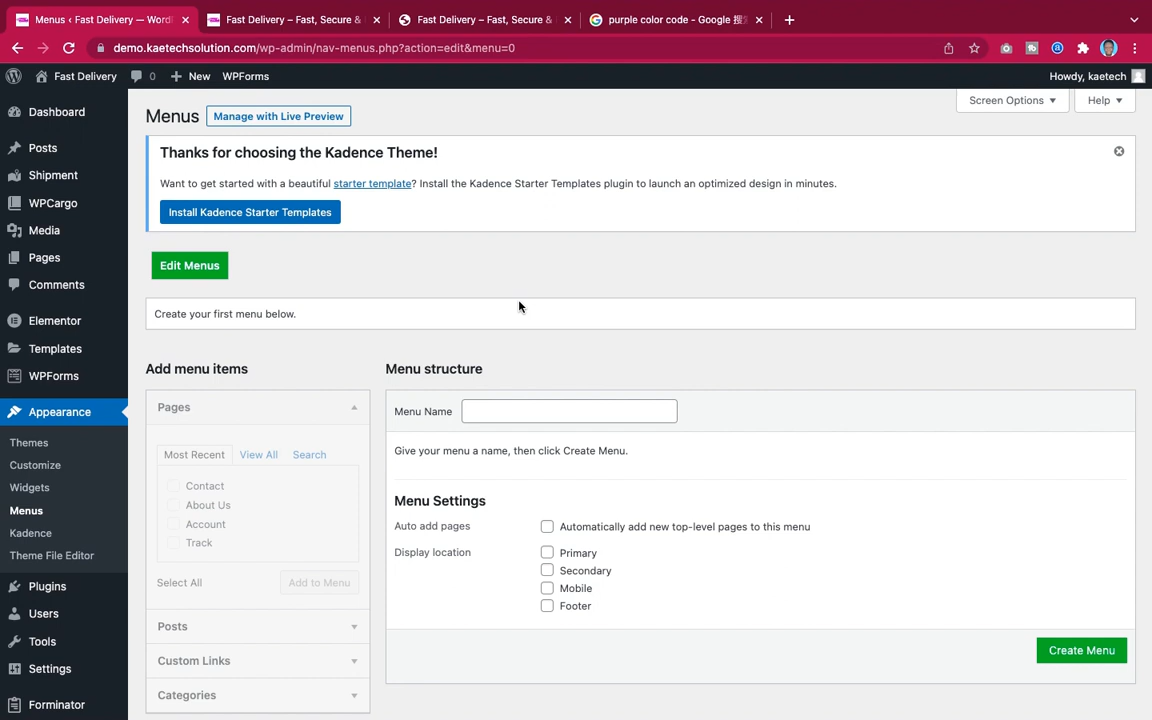 Menus ‹ Fast Delivery — Word
Fast Delivery – Fast, Secure &
Fast Delivery – Fast, Secure &
purple color code - Google 搜
demo.kaetechsolution.com/wp-admin/nav-menus.php?action=edit&menu=0
Fast Delivery
0
New
WPForms
Howdy, kaetech
Dashboard
Posts
Shipment
WPCargo
Media
Pages
Comments
Elementor
Templates
WPForms
Appearance
Themes
Customize
Widgets
Menus
Kadence
Theme File Editor
Plugins
Users
Tools
Settings
Forminator
Screen Options
Help
Menus
Manage with Live Preview
Thanks for choosing the Kadence Theme!
Want to get started with a beautiful starter template? Install the Kadence Starter Templates plugin to launch an optimized design in minutes.
Install Kadence Starter Templates
Edit Menus
Create your first menu below.
Add menu items
Pages
Most Recent
View All
Search
Contact
About Us
Account
Track
Select All
Add to Menu
Posts
Custom Links
Categories
Menu structure
Menu Name
Give your menu a name, then click Create Menu.
Menu Settings
Auto add pages
Automatically add new top-level pages to this menu
Display location
Primary
Secondary
Mobile
Footer
Create Menu